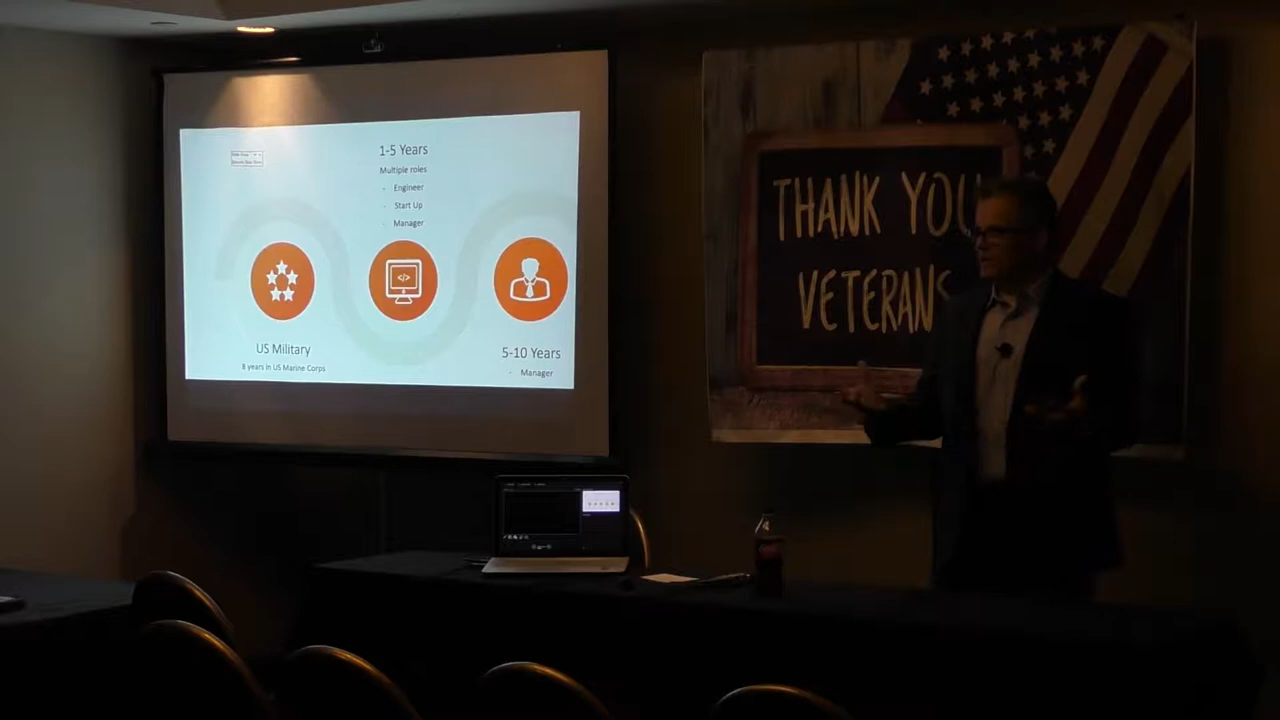 1-5 Years
Multiple roles
- Engineer
- Start Up
- Manager
</>
US Military
8 years in US Marine Corps
5-10 Years
- Manager
THANK YOU
VETERANS